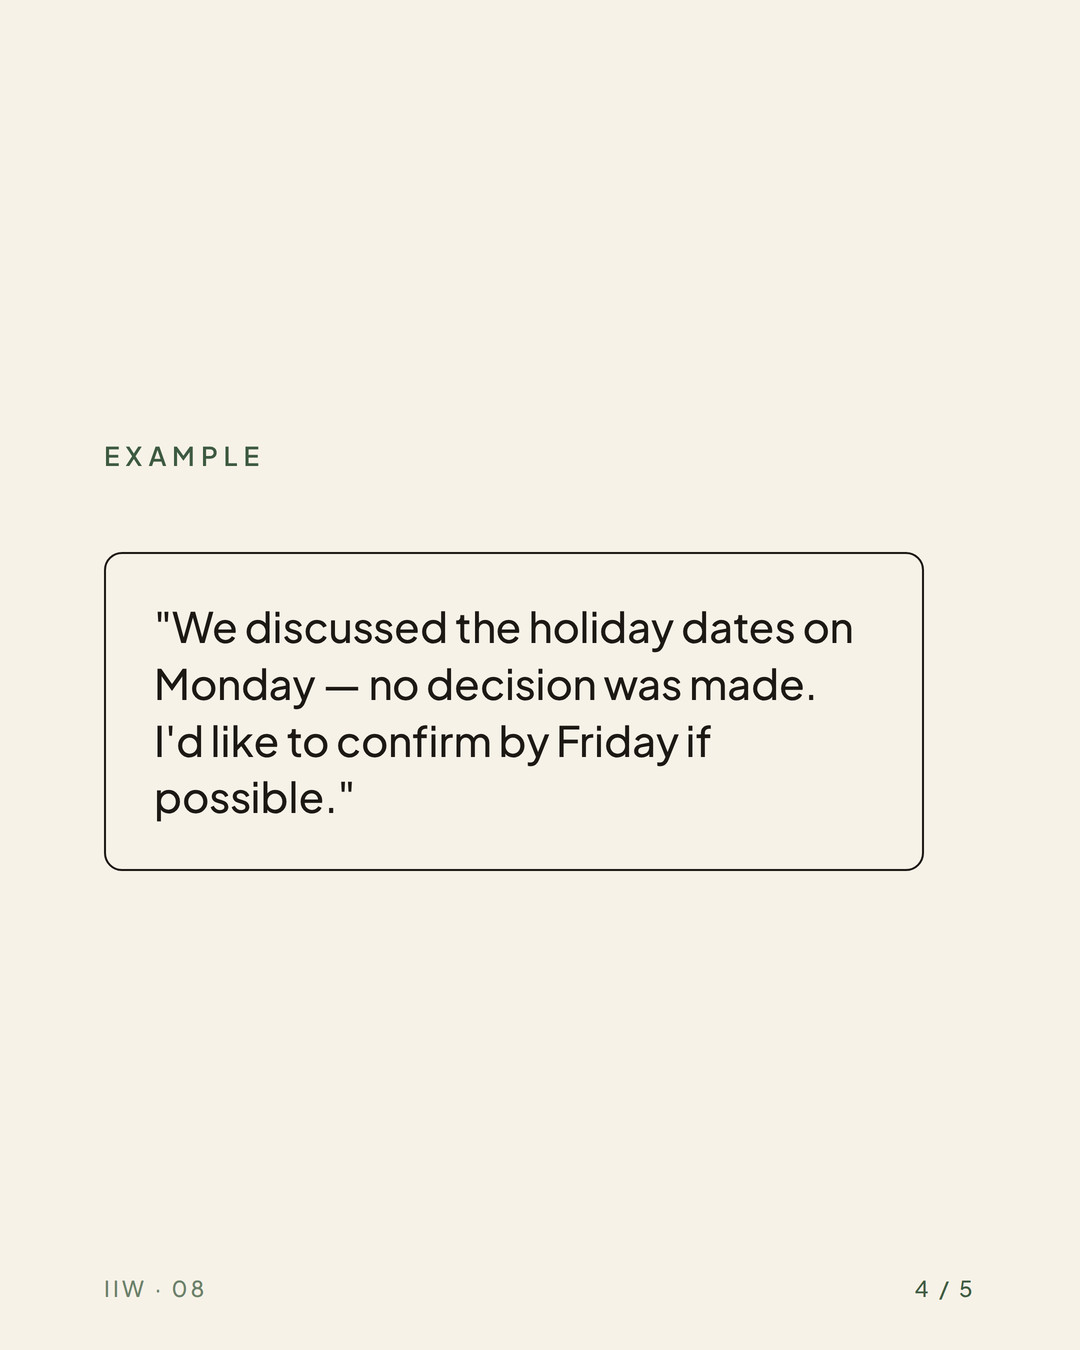 EXAMPLE
"We discussed the holiday dates on
Monday — no decision was made.
I'd like to confirm by Friday if
possible."
IIW · 08
4 / 5